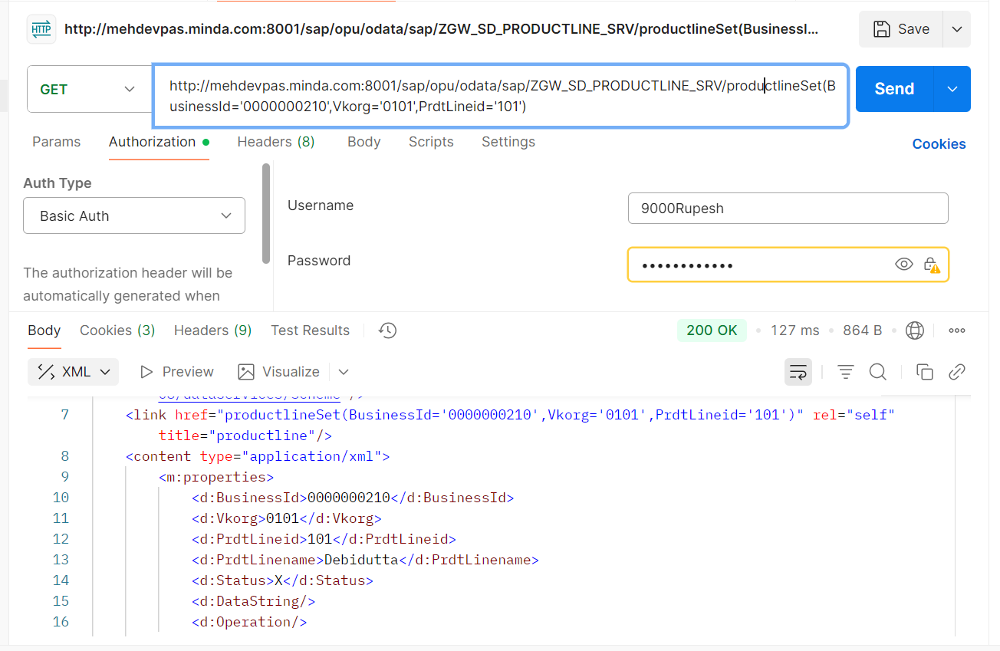 HTTP http://mehdevpas.minda.com:8001/sap/opu/odata/sap/ZGW_SD_PRODUCTLINE_SRV/productlineSet(BusinessI... Save
GET http://mehdevpas.minda.com:8001/sap/opu/odata/sap/ZGW_SD_PRODUCTLINE_SRV/productlineSet(B
usinessId='0000000210',Vkorg='0101',PrdtLineid='101') Send
Params Authorization Headers (8) Body Scripts Settings Cookies
Auth Type
Basic Auth
The authorization header will be
automatically generated when
Username 9000Rupesh
Password ••••••••••••
Body Cookies (3) Headers (9) Test Results 200 OK • 127 ms • 864 B •
XML Preview Visualize
08/dataservices/scheme"/>
7 <link href="productlineSet(BusinessId='0000000210',Vkorg='0101',PrdtLineid='101')" rel="self"
title="productline"/>
8 <content type="application/xml">
9 <m:properties>
10 <d:BusinessId>0000000210</d:BusinessId>
11 <d:Vkorg>0101</d:Vkorg>
12 <d:PrdtLineid>101</d:PrdtLineid>
13 <d:PrdtLinename>Debidutta</d:PrdtLinename>
14 <d:Status>X</d:Status>
15 <d:DataString/>
16 <d:Operation/>